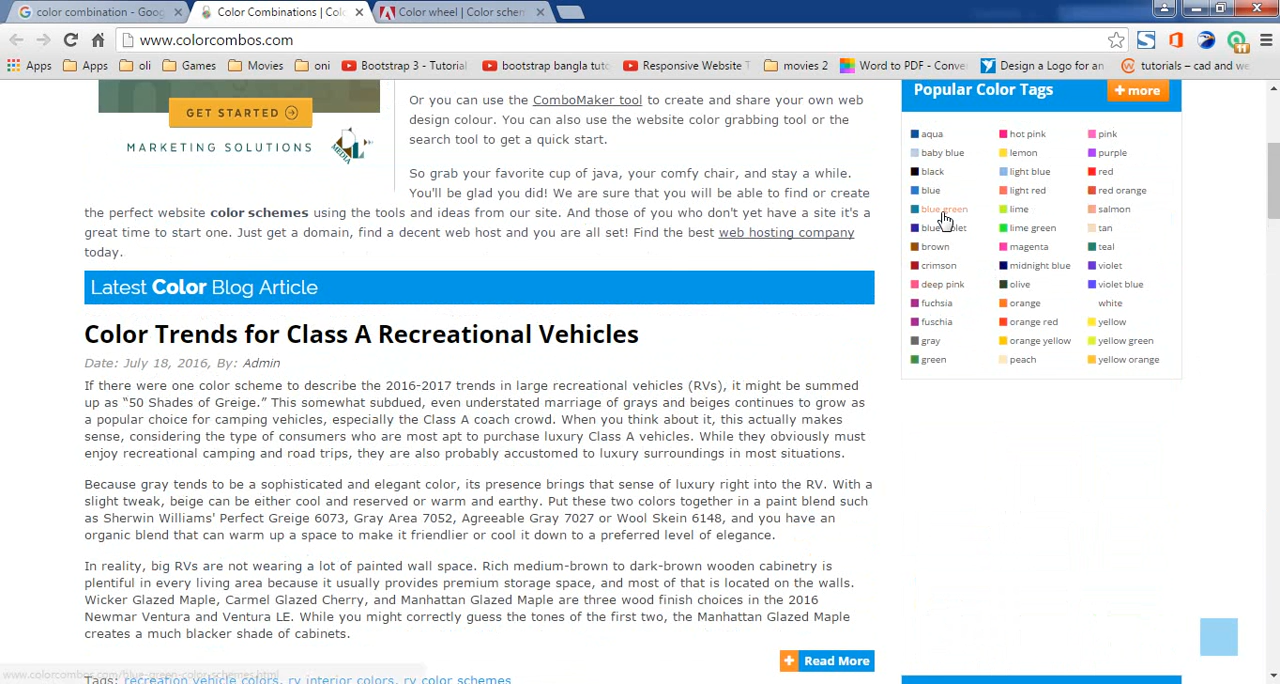 color combination - Goog
Color Combinations | Colo
Color wheel | Color schem
www.colorcombos.com
Apps
Apps
oli
Games
Movies
oni
Bootstrap 3 - Tutorial
bootstrap bangla tuto
Responsive Website T
movies 2
Word to PDF - Conver
Design a Logo for an
tutorials – cad and we
GET STARTED
MARKETING SOLUTIONS
MEDIA
Or you can use the ComboMaker tool to create and share your own web
design colour. You can also use the website color grabbing tool or the
search tool to get a quick start.
So grab your favorite cup of java, your comfy chair, and stay a while.
You'll be glad you did! We are sure that you will be able to find or create
the perfect website color schemes using the tools and ideas from our site. And those of you who don't yet have a site it's a
great time to start one. Just get a domain, find a decent web host and you are all set! Find the best web hosting company
today.
Latest Color Blog Article
Color Trends for Class A Recreational Vehicles
Date: July 18, 2016, By: Admin
If there were one color scheme to describe the 2016-2017 trends in large recreational vehicles (RVs), it might be summed
up as “50 Shades of Greige.” This somewhat subdued, even understated marriage of grays and beiges continues to grow as
a popular choice for camping vehicles, especially the Class A coach crowd. When you think about it, this actually makes
sense, considering the type of consumers who are most apt to purchase luxury Class A vehicles. While they obviously must
enjoy recreational camping and road trips, they are also probably accustomed to luxury surroundings in most situations.
Because gray tends to be a sophisticated and elegant color, its presence brings that sense of luxury right into the RV. With a
slight tweak, beige can be either cool and reserved or warm and earthy. Put these two colors together in a paint blend such
as Sherwin Williams' Perfect Greige 6073, Gray Area 7052, Agreeable Gray 7027 or Wool Skein 6148, and you have an
organic blend that can warm up a space to make it friendlier or cool it down to a preferred level of elegance.
In reality, big RVs are not wearing a lot of painted wall space. Rich medium-brown to dark-brown wooden cabinetry is
plentiful in every living area because it usually provides premium storage space, and most of that is located on the walls.
Wicker Glazed Maple, Carmel Glazed Cherry, and Manhattan Glazed Maple are three wood finish choices in the 2016
Newmar Ventura and Ventura LE. While you might correctly guess the tones of the first two, the Manhattan Glazed Maple
creates a much blacker shade of cabinets.
+ Read More
Tags: recreation vehicle colors, rv interior colors, rv color schemes
www.colorcombos.com/blue-green-color-schemes.html
Popular Color Tags
+ more
aqua
baby blue
black
blue
blue green
blue violet
brown
crimson
deep pink
fuchsia
fuschia
gray
green
hot pink
lemon
light blue
light red
lime
lime green
magenta
midnight blue
olive
orange
orange red
orange yellow
peach
pink
purple
red
red orange
salmon
tan
teal
violet
violet blue
white
yellow
yellow green
yellow orange